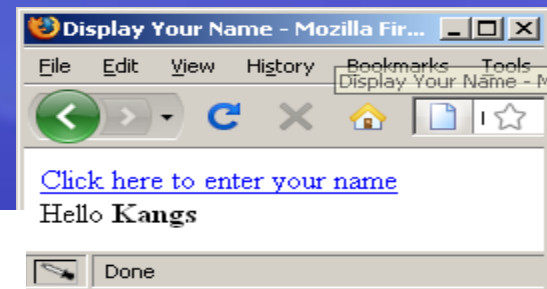 Display Your Name - Mozilla Fir...
File Edit View History Bookmarks Tools
Display Your Name - M
Click here to enter your name
Hello Kangs
Done